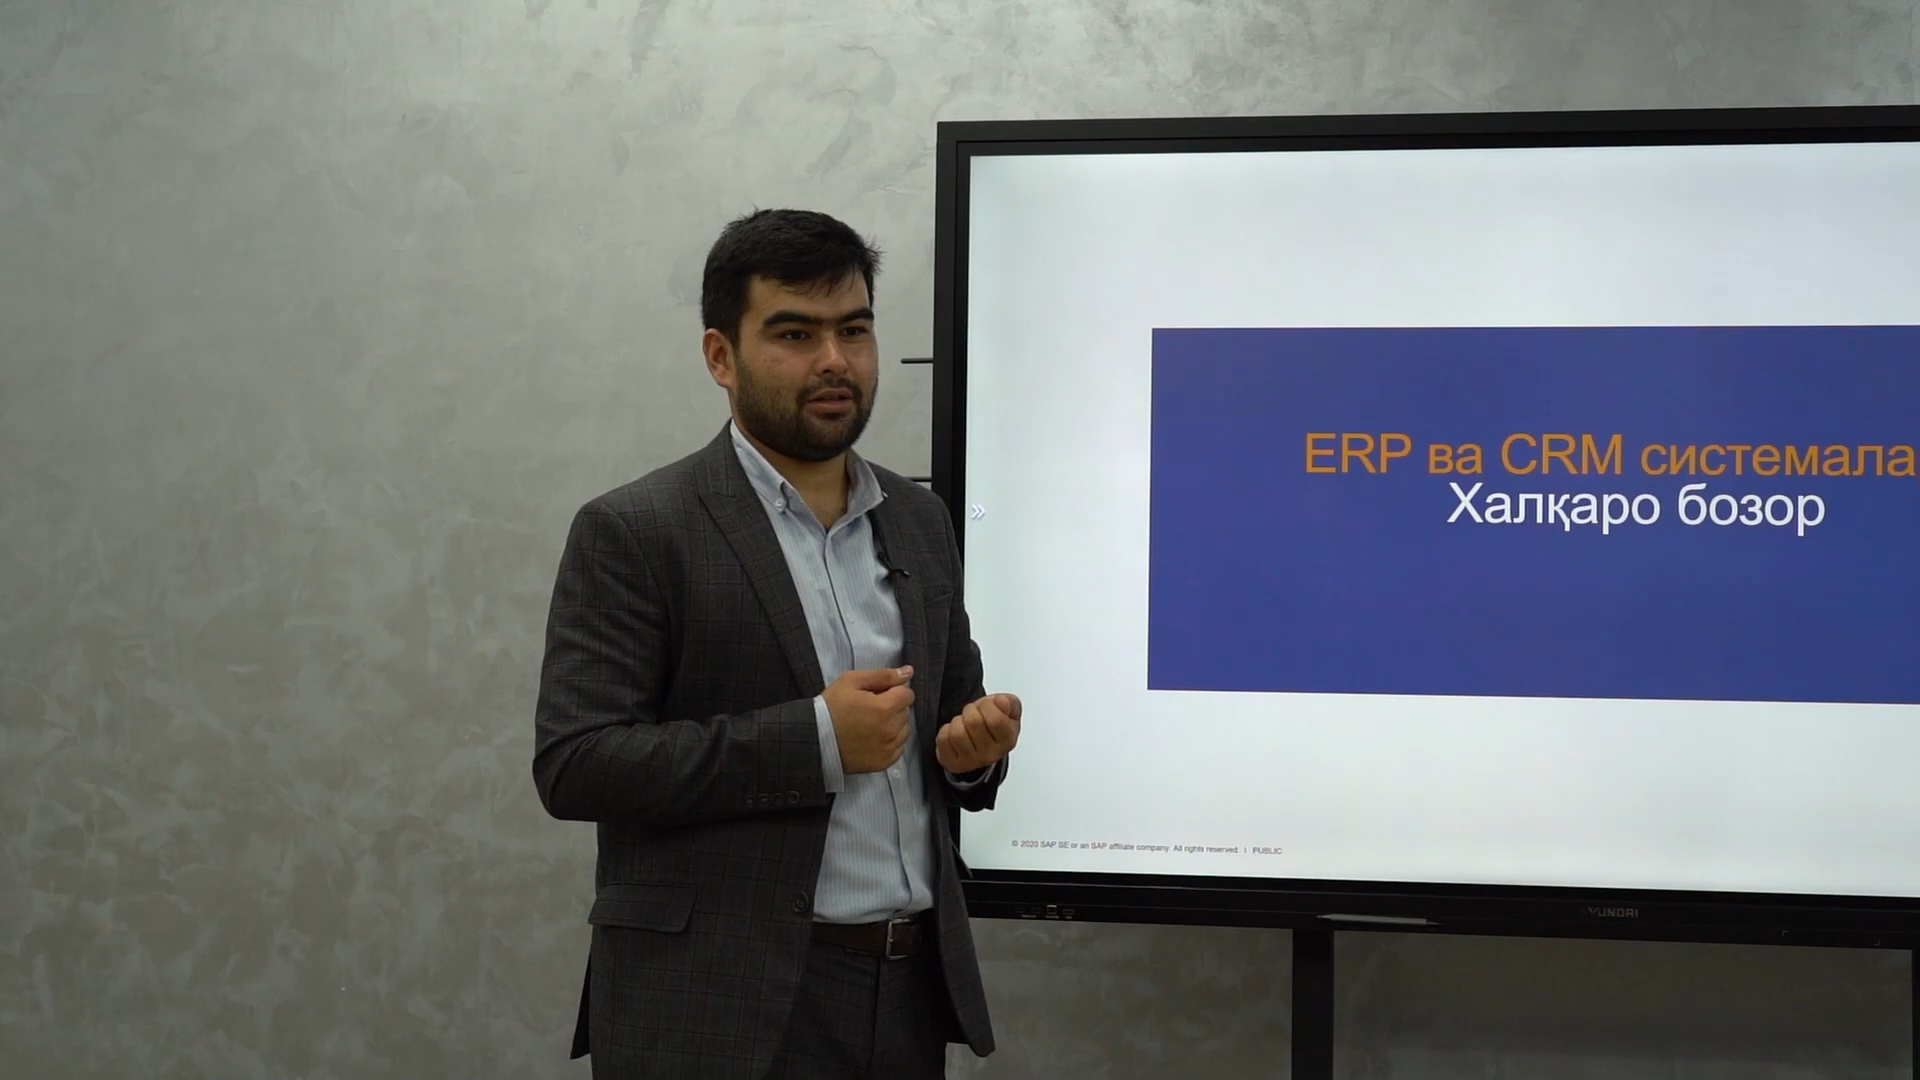 ERP ва CRM системала
Халқаро бозор
© 2020 SAP SE or an SAP affiliate company. All rights reserved. | PUBLIC